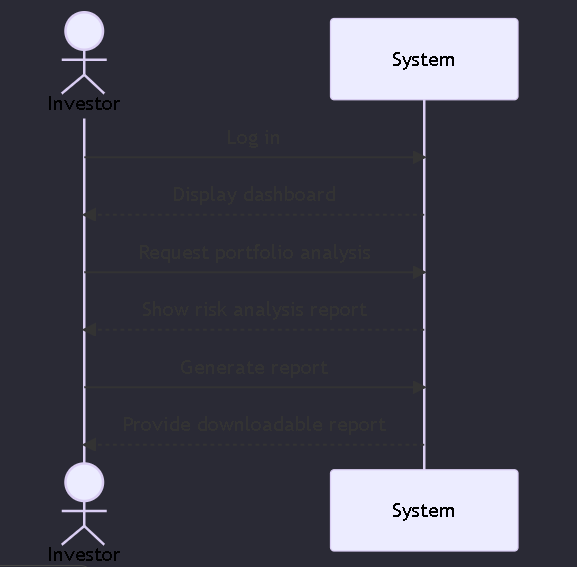 Investor
System
Log in
Display dashboard
Request portfolio analysis
Show risk analysis report
Generate report
Provide downloadable report
Investor
System